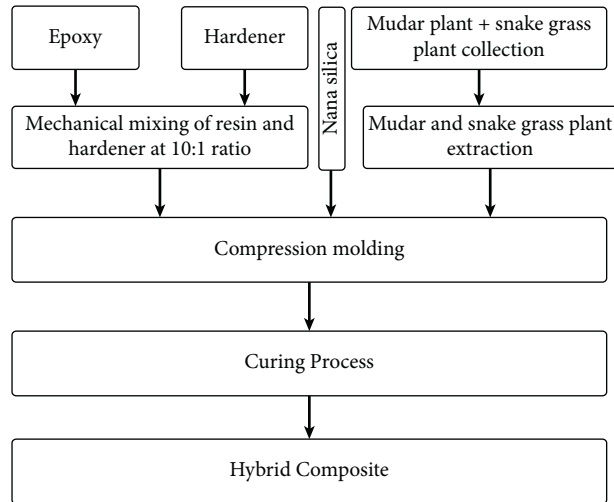 Epoxy
Hardener
Nana silica
Mudar plant + snake grass
plant collection
Mechanical mixing of resin and
hardener at 10:1 ratio
Mudar and snake grass plant
extraction
Compression molding
Curing Process
Hybrid Composite